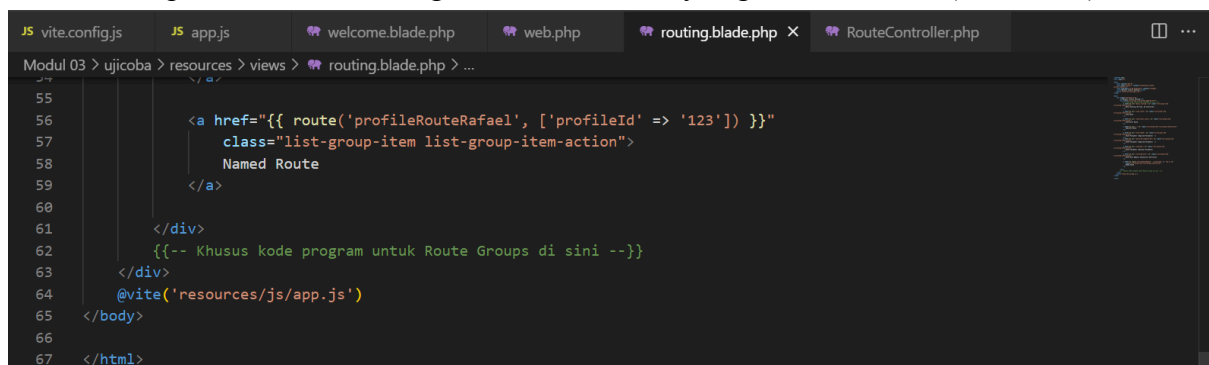 JS vite.config.js JS app.js welcome.blade.php web.php routing.blade.php × RouteController.php ...
Modul 03 > ujicoba > resources > views > routing.blade.php > ...
54 </a>
55
56 <a href="{{ route('profileRouteRafael', ['profileId' => '123']) }}"
57 class="list-group-item list-group-item-action">
58 Named Route
59 </a>
60
61 </div>
62 {{-- Khusus kode program untuk Route Groups di sini --}}
63 </div>
64 @vite('resources/js/app.js')
65 </body>
66
67 </html>